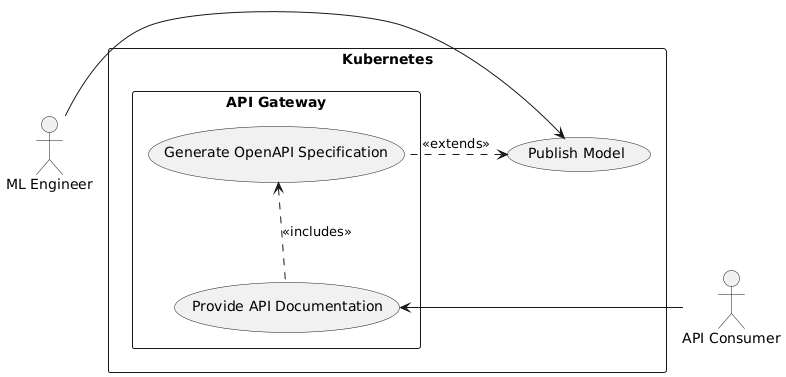 Kubernetes
API Gateway
Generate OpenAPI Specification
«extends»
Publish Model
ML Engineer
«includes»
Provide API Documentation
API Consumer